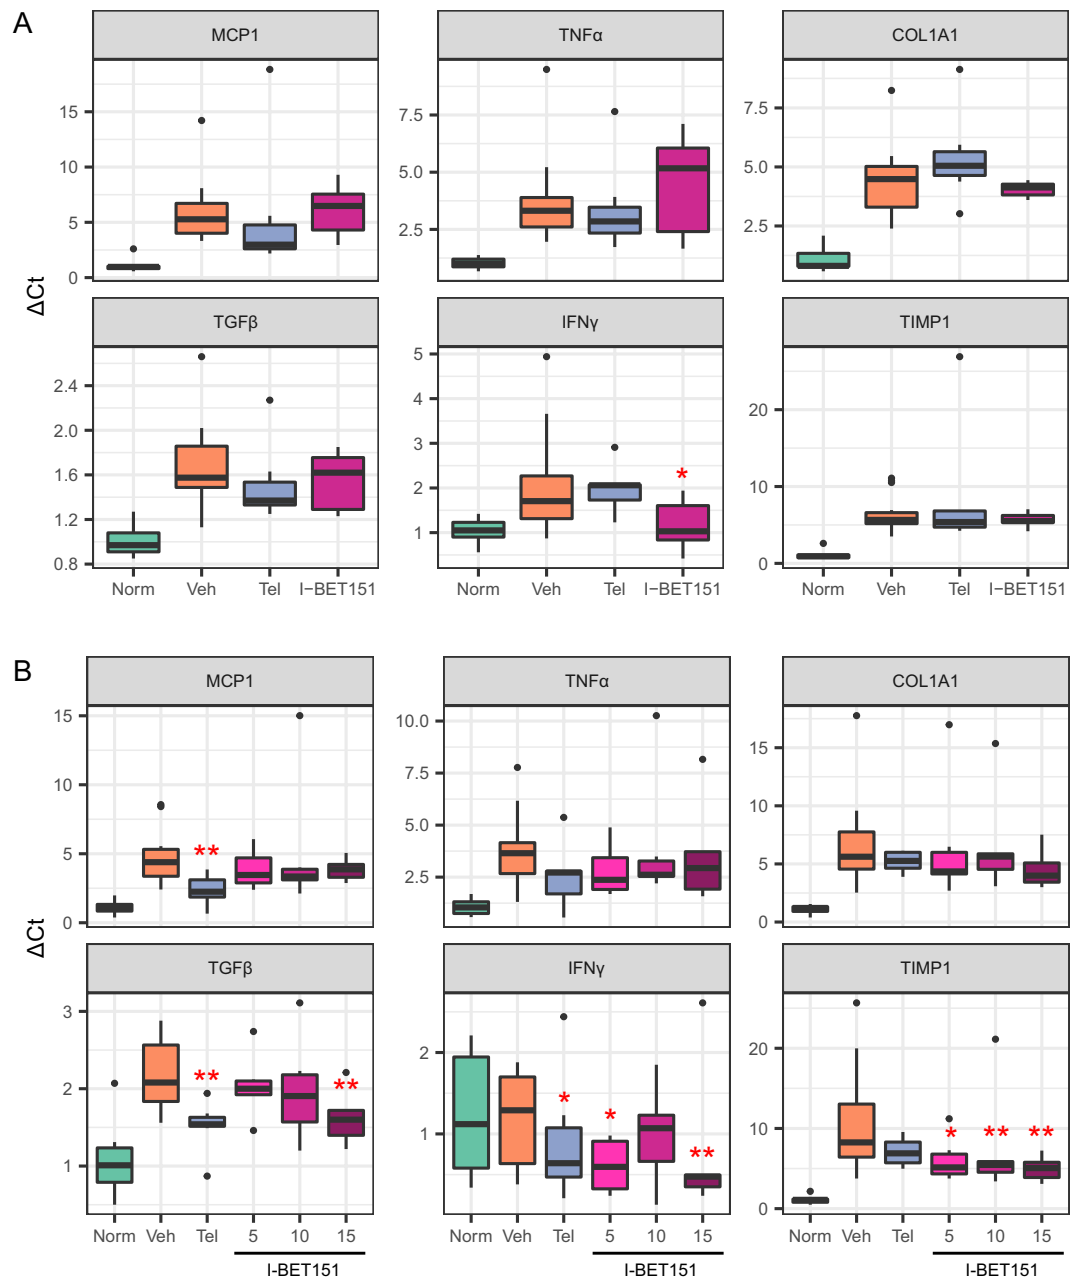 A
MCP1 TNFα COL1A1
15 10 5 0
7.5 5.0 2.5
7.5 5.0 2.5
ΔCt
TGFβ IFNγ TIMP1
2.4 2.0 1.6 1.2 0.8
5 4 3 2 1
20 10 0
*
Norm Veh Tel I−BET151 Norm Veh Tel I−BET151 Norm Veh Tel I−BET151
B
MCP1 TNFα COL1A1
15 10 5 0
10.0 7.5 5.0 2.5
15 10 5 0
**
ΔCt
TGFβ IFNγ TIMP1
3 2 1
2 1
20 10 0
** **
* * **
* ** **
Norm Veh Tel 5 10 15 Norm Veh Tel 5 10 15 Norm Veh Tel 5 10 15
I-BET151 I-BET151 I-BET151